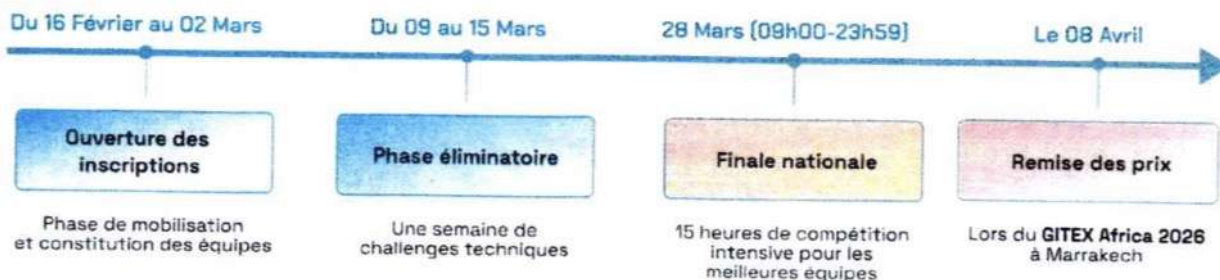 Du 16 Février au 02 Mars
Du 09 au 15 Mars
28 Mars (09h00-23h59)
Le 08 Avril
Ouverture des
inscriptions
Phase éliminatoire
Finale nationale
Remise des prix
Phase de mobilisation
et constitution des équipes
Une semaine de
challenges techniques
15 heures de compétition
intensive pour les
meilleures équipes
Lors du GITEX Africa 2026
à Marrakech